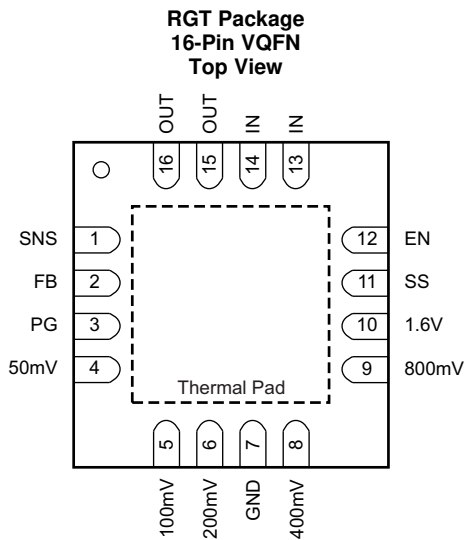 RGT Package
16-Pin VQFN
Top View
OUT
OUT
IN
IN
16
15
14
13
SNS 1
12 EN
FB 2
11 SS
PG 3
10 1.6V
50mV 4
9 800mV
Thermal Pad
5
6
7
8
100mV
200mV
GND
400mV